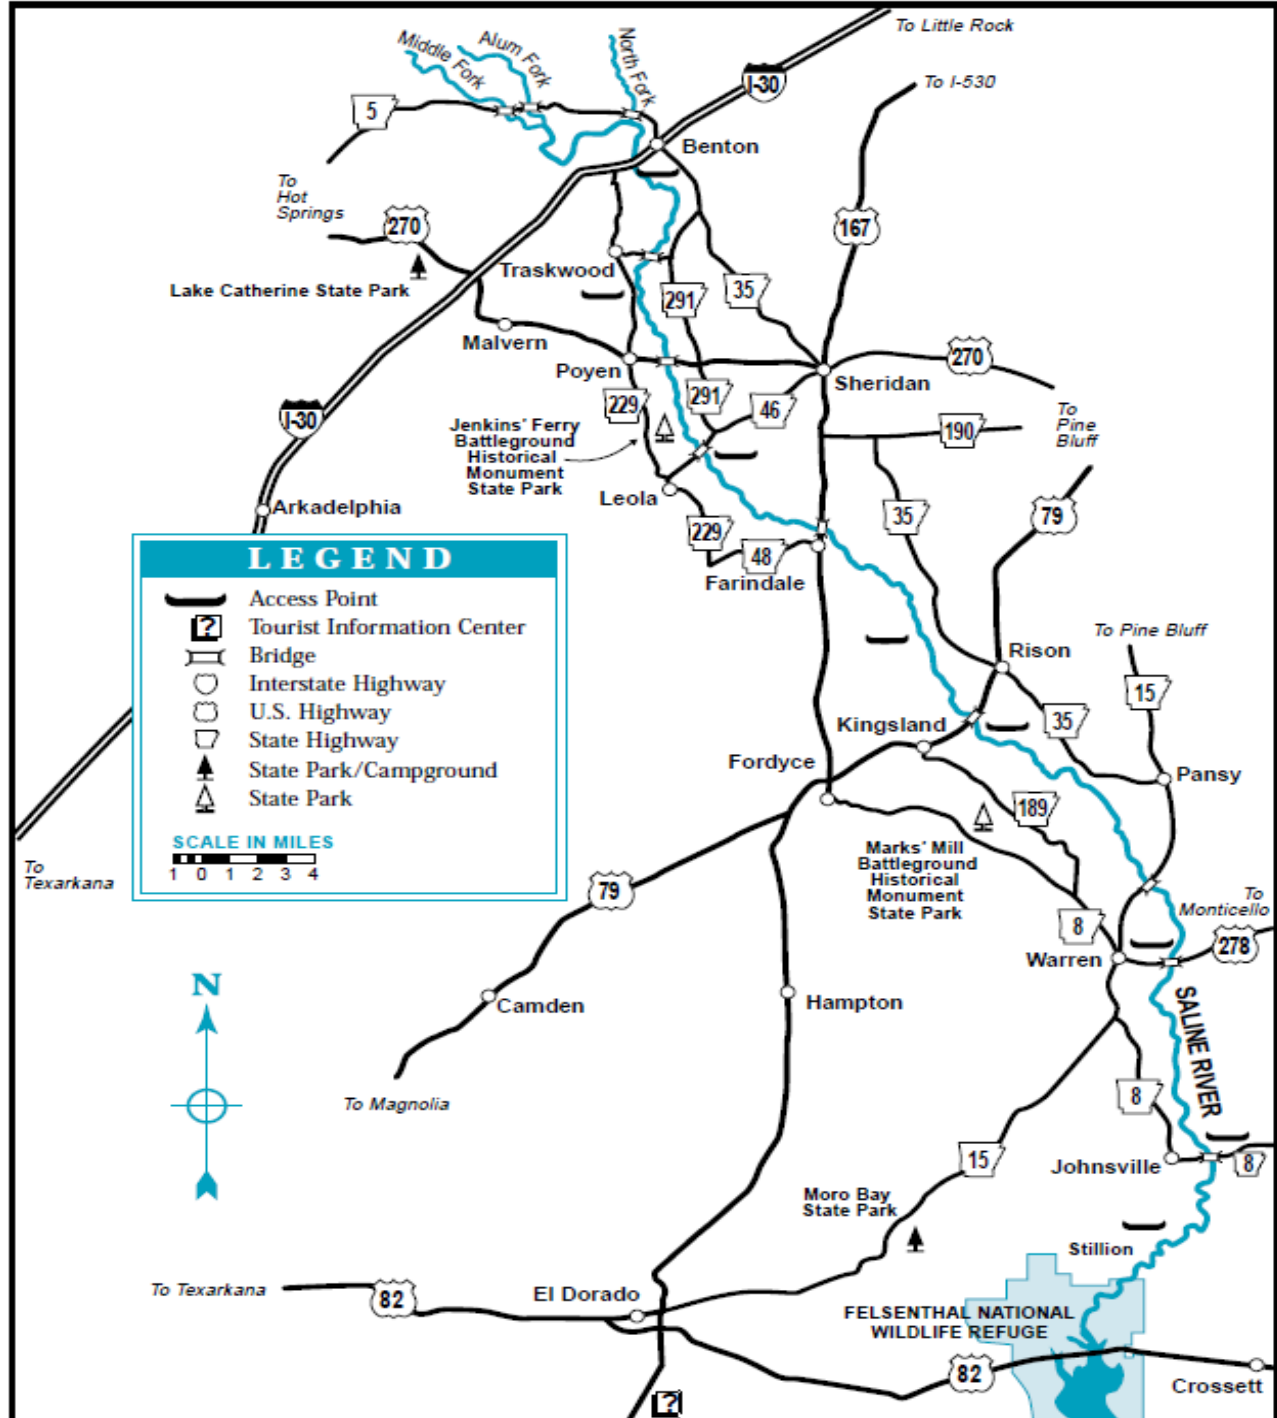 To Little Rock
Middle Fork
Alum Fork
North Fork
I-30
To I-530
5
Benton
To
Hot
Springs
270
167
Traskwood
Lake Catherine State Park
291
35
Malvern
Poyen
Sheridan
270
229
291
46
I-30
To
Pine
Bluff
190
Jenkins' Ferry
Battleground
Historical
Monument
State Park
Leola
Arkadelphia
229
35
79
48
Farindale
LEGEND
Access Point
? Tourist Information Center
Bridge
Interstate Highway
U.S. Highway
State Highway
State Park/Campground
State Park
SCALE IN MILES
1 0 1 2 3 4
To Pine Bluff
Rison
15
Kingsland
35
Fordyce
Pansy
189
To
Texarkana
Marks' Mill
Battleground
Historical
Monument
State Park
79
To
Monticello
8
278
Warren
N
Camden
Hampton
SALINE RIVER
To Magnolia
8
15
Johnsville
8
Moro Bay
State Park
Stillion
To Texarkana
82
El Dorado
FELSENTHAL NATIONAL
WILDLIFE REFUGE
82
Crossett
?